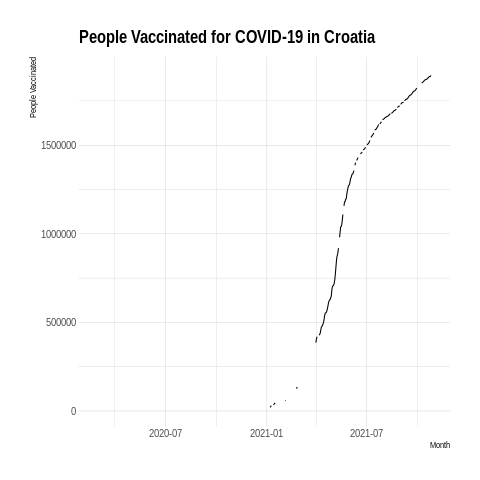 People Vaccinated for COVID-19 in Croatia
People Vaccinated
1500000
1000000
500000
0
2020-07 2021-01 2021-07
Month